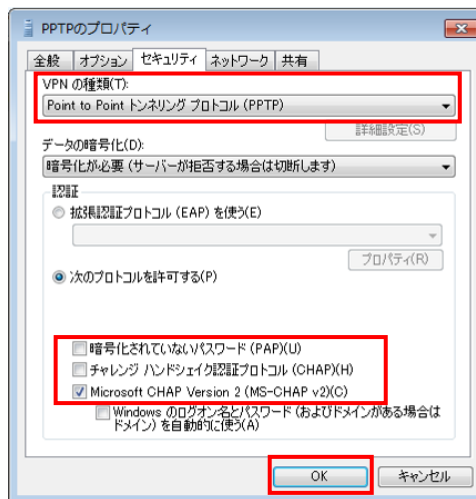 PPTPのプロパティ
全般 オプション セキュリティ ネットワーク 共有
VPN の種類(T):
Point to Point トンネリング プロトコル (PPTP)
詳細設定(S)
データの暗号化(D):
暗号化が必要 (サーバーが拒否する場合は切断します)
認証
拡張認証プロトコル (EAP) を使う(E)
プロパティ(R)
次のプロトコルを許可する(P)
暗号化されていないパスワード (PAP)(U)
チャレンジ ハンドシェイク認証プロトコル (CHAP)(H)
Microsoft CHAP Version 2 (MS-CHAP v2)(C)
Windows のログオン名とパスワード (およびドメインがある場合は
ドメイン) を自動的に使う(A)
OK キャンセル